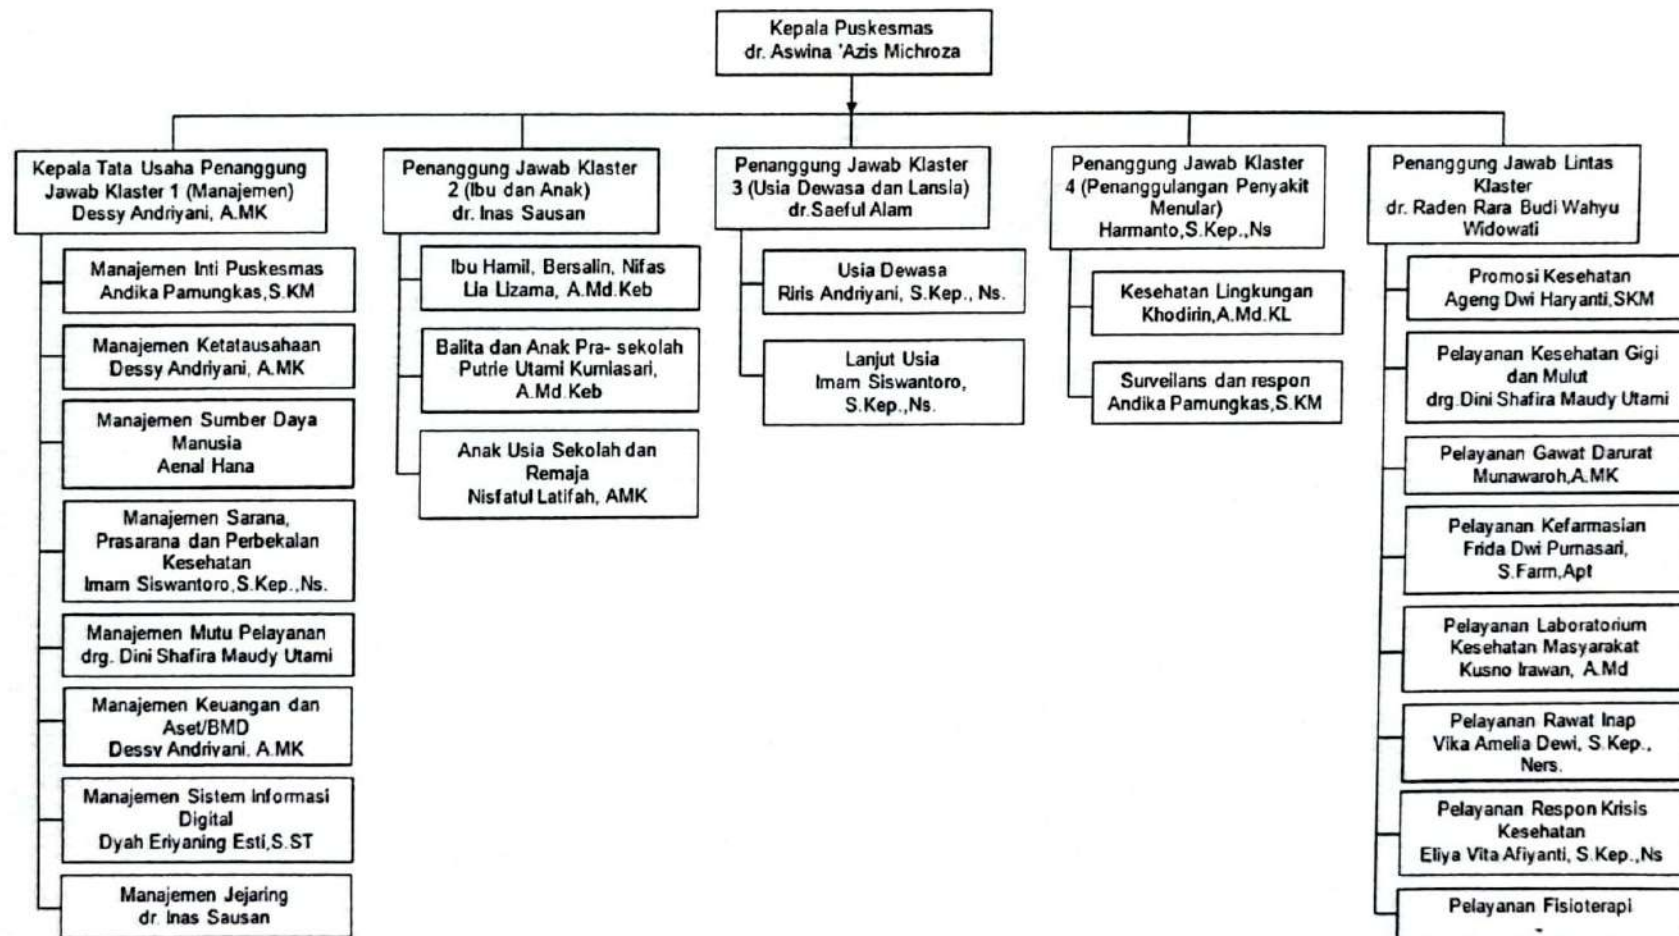 Kepala Puskesmas
dr. Aswina 'Azis Michroza
Kepala Tata Usaha Penanggung
Jawab Klaster 1 (Manajemen)
Dessy Andriyani, A.MK
Manajemen Inti Puskesmas
Andika Pamungkas,S.KM
Manajemen Ketatausahaan
Dessy Andriyani, A.MK
Manajemen Sumber Daya
Manusia
Aenal Hana
Manajemen Sarana,
Prasarana dan Perbekalan
Kesehatan
Imam Siswantoro,S.Kep.,Ns.
Manajemen Mutu Pelayanan
drg. Dini Shafira Maudy Utami
Manajemen Keuangan dan
Aset/BMD
Dessy Andriyani, A.MK
Manajemen Sistem Informasi
Digital
Dyah Eriyaning Esti,S.ST
Manajemen Jejaring
dr. Inas Sausan
Penanggung Jawab Klaster
2 (Ibu dan Anak)
dr. Inas Sausan
Ibu Hamil, Bersalin, Nifas
Lia Lizama, A.Md.Keb
Balita dan Anak Pra- sekolah
Putrie Utami Kurniasari,
A.Md.Keb
Anak Usia Sekolah dan
Remaja
Nisfatul Latifah, AMK
Penanggung Jawab Klaster
3 (Usia Dewasa dan Lansia)
dr.Saeful Alam
Usia Dewasa
Riris Andriyani, S.Kep., Ns.
Lanjut Usia
Imam Siswantoro,
S.Kep.,Ns.
Penanggung Jawab Klaster
4 (Penanggulangan Penyakit
Menular)
Harmanto,S.Kep.,Ns
Kesehatan Lingkungan
Khodirin,A.Md.KL
Surveilans dan respon
Andika Pamungkas,S.KM
Penanggung Jawab Lintas
Klaster
dr. Raden Rara Budi Wahyu
Widowati
Promosi Kesehatan
Ageng Dwi Haryanti,SKM
Pelayanan Kesehatan Gigi
dan Mulut
drg.Dini Shafira Maudy Utami
Pelayanan Gawat Darurat
Munawaroh,A.MK
Pelayanan Kefarmasian
Frida Dwi Purnasari,
S.Farm,Apt
Pelayanan Laboratorium
Kesehatan Masyarakat
Kusno Irawan, A.Md
Pelayanan Rawat Inap
Vika Amelia Dewi, S.Kep.,
Ners.
Pelayanan Respon Krisis
Kesehatan
Eliya Vita Afiyanti, S.Kep.,Ns
Pelayanan Fisioterapi
-